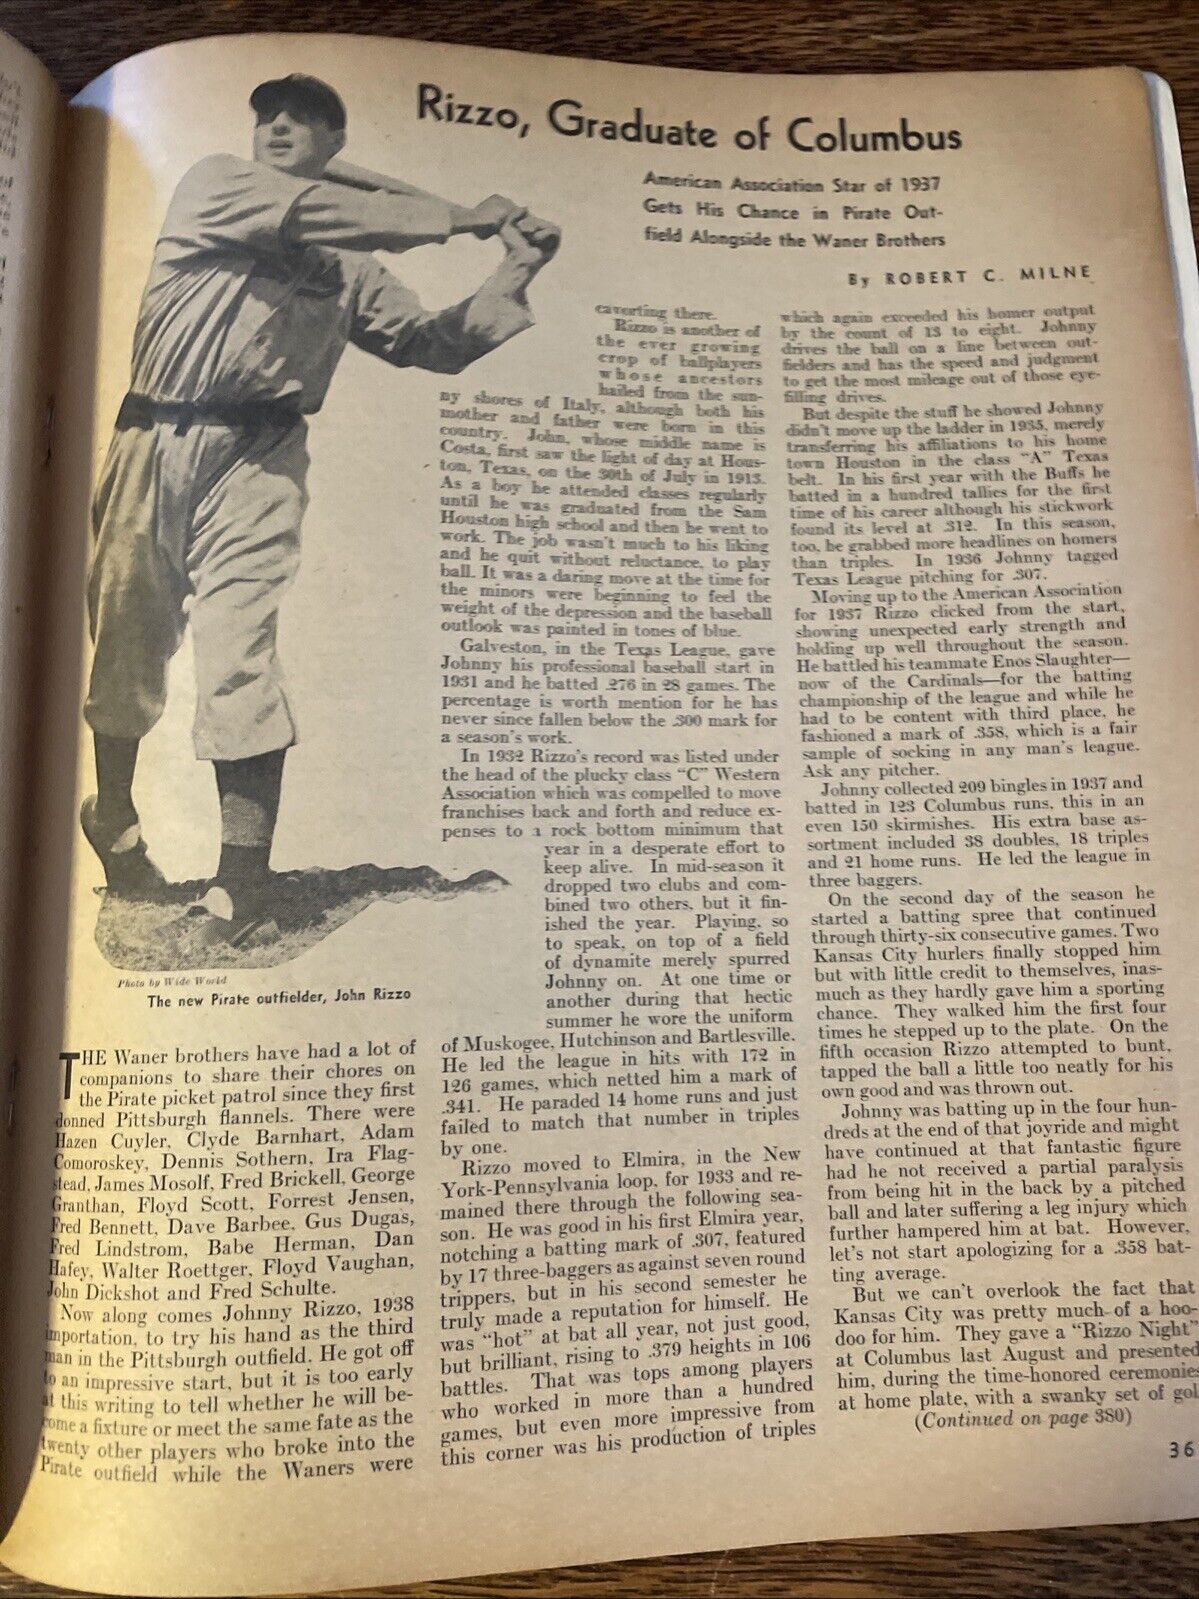 Rizzo, Graduate of Columbus
American Association Star of 1937
Gets His Chance in Pirate Out-
field Alongside the Waner Brothers
By ROBERT C. MILNE
Photo by Wide World
The new Pirate outfielder, John Rizzo
THE Waner brothers have had a lot of
companions to share their chores on
the Pirate picket patrol since they first
donned Pittsburgh flannels. There were
Hazen Cuyler, Clyde Barnhart, Adam
Comoroskey, Dennis Sothern, Ira Flag-
stead, James Mosolf, Fred Brickell, George
Granthan, Floyd Scott, Forrest Jensen,
Fred Bennett, Dave Barbee, Gus Dugas,
Fred Lindstrom, Babe Herman, Dan
Hafey, Walter Roettger, Floyd Vaughan,
John Dickshot and Fred Schulte.
Now along comes Johnny Rizzo, 1938
importation, to try his hand as the third
man in the Pittsburgh outfield. He got off
to an impressive start, but it is too early
at this writing to tell whether he will be-
come a fixture or meet the same fate as the
twenty other players who broke into the
Pirate outfield while the Waners were
cavorting there.
Rizzo is another of
the ever growing
crop of ballplayers
whose ancestors
hailed from the sun-
ny shores of Italy, although both his
mother and father were born in this
country. John, whose middle name is
Costa, first saw the light of day at Hous-
ton, Texas, on the 30th of July in 1913.
As a boy he attended classes regularly
until he was graduated from the Sam
Houston high school and then he went to
work. The job wasn't much to his liking
and he quit without reluctance, to play
ball. It was a daring move at the time for
the minors were beginning to feel the
weight of the depression and the baseball
outlook was painted in tones of blue.
Galveston, in the Texas League, gave
Johnny his professional baseball start in
1931 and he batted .276 in 28 games. The
percentage is worth mention for he has
never since fallen below the .300 mark for
a season's work.
In 1932 Rizzo's record was listed under
the head of the plucky class "C" Western
Association which was compelled to move
franchises back and forth and reduce ex-
penses to a rock bottom minimum that
year in a desperate effort to
keep alive. In mid-season it
dropped two clubs and com-
bined two others, but it fin-
ished the year. Playing, so
to speak, on top of a field
of dynamite merely spurred
Johnny on. At one time or
another during that hectic
summer he wore the uniform
of Muskogee, Hutchinson and Bartlesville.
He led the league in hits with 172 in
126 games, which netted him a mark of
.341. He paraded 14 home runs and just
failed to match that number in triples
by one.
Rizzo moved to Elmira, in the New
York-Pennsylvania loop, for 1933 and re-
mained there through the following sea-
son. He was good in his first Elmira year,
notching a batting mark of .307, featured
by 17 three-baggers as against seven round
trippers, but in his second semester he
truly made a reputation for himself. He
was "hot" at bat all year, not just good,
but brilliant, rising to .379 heights in 106
battles. That was tops among players
who worked in more than a hundred
games, but even more impressive from
this corner was his production of triples
which again exceeded his homer output
by the count of 13 to eight. Johnny
drives the ball on a line between out-
fielders and has the speed and judgment
to get the most mileage out of those eye-
filling drives.
But despite the stuff he showed Johnny
didn't move up the ladder in 1935, merely
transferring his affiliations to his home
town Houston in the class "A" Texas
belt. In his first year with the Buffs he
batted in a hundred tallies for the first
time of his career although his stickwork
found its level at .312. In this season,
too, he grabbed more headlines on homers
than triples. In 1936 Johnny tagged
Texas League pitching for .307.
Moving up to the American Association
for 1937 Rizzo clicked from the start,
showing unexpected early strength and
holding up well throughout the season.
He battled his teammate Enos Slaughter—
now of the Cardinals—for the batting
championship of the league and while he
had to be content with third place, he
fashioned a mark of .358, which is a fair
sample of socking in any man's league.
Ask any pitcher.
Johnny collected 209 bingles in 1937 and
batted in 123 Columbus runs, this in an
even 150 skirmishes. His extra base as-
sortment included 38 doubles, 18 triples
and 21 home runs. He led the league in
three baggers.
On the second day of the season he
started a batting spree that continued
through thirty-six consecutive games. Two
Kansas City hurlers finally stopped him
but with little credit to themselves, inas-
much as they hardly gave him a sporting
chance. They walked him the first four
times he stepped up to the plate. On the
fifth occasion Rizzo attempted to bunt,
tapped the ball a little too neatly for his
own good and was thrown out.
Johnny was batting up in the four hun-
dreds at the end of that joyride and might
have continued at that fantastic figure
had he not received a partial paralysis
from being hit in the back by a pitched
ball and later suffering a leg injury which
further hampered him at bat. However,
let's not start apologizing for a .358 bat-
ting average.
But we can't overlook the fact that
Kansas City was pretty much of a hoo-
doo for him. They gave a "Rizzo Night"
at Columbus last August and presented
him, during the time-honored ceremonies
at home plate, with a swanky set of gol
(Continued on page 380)
36